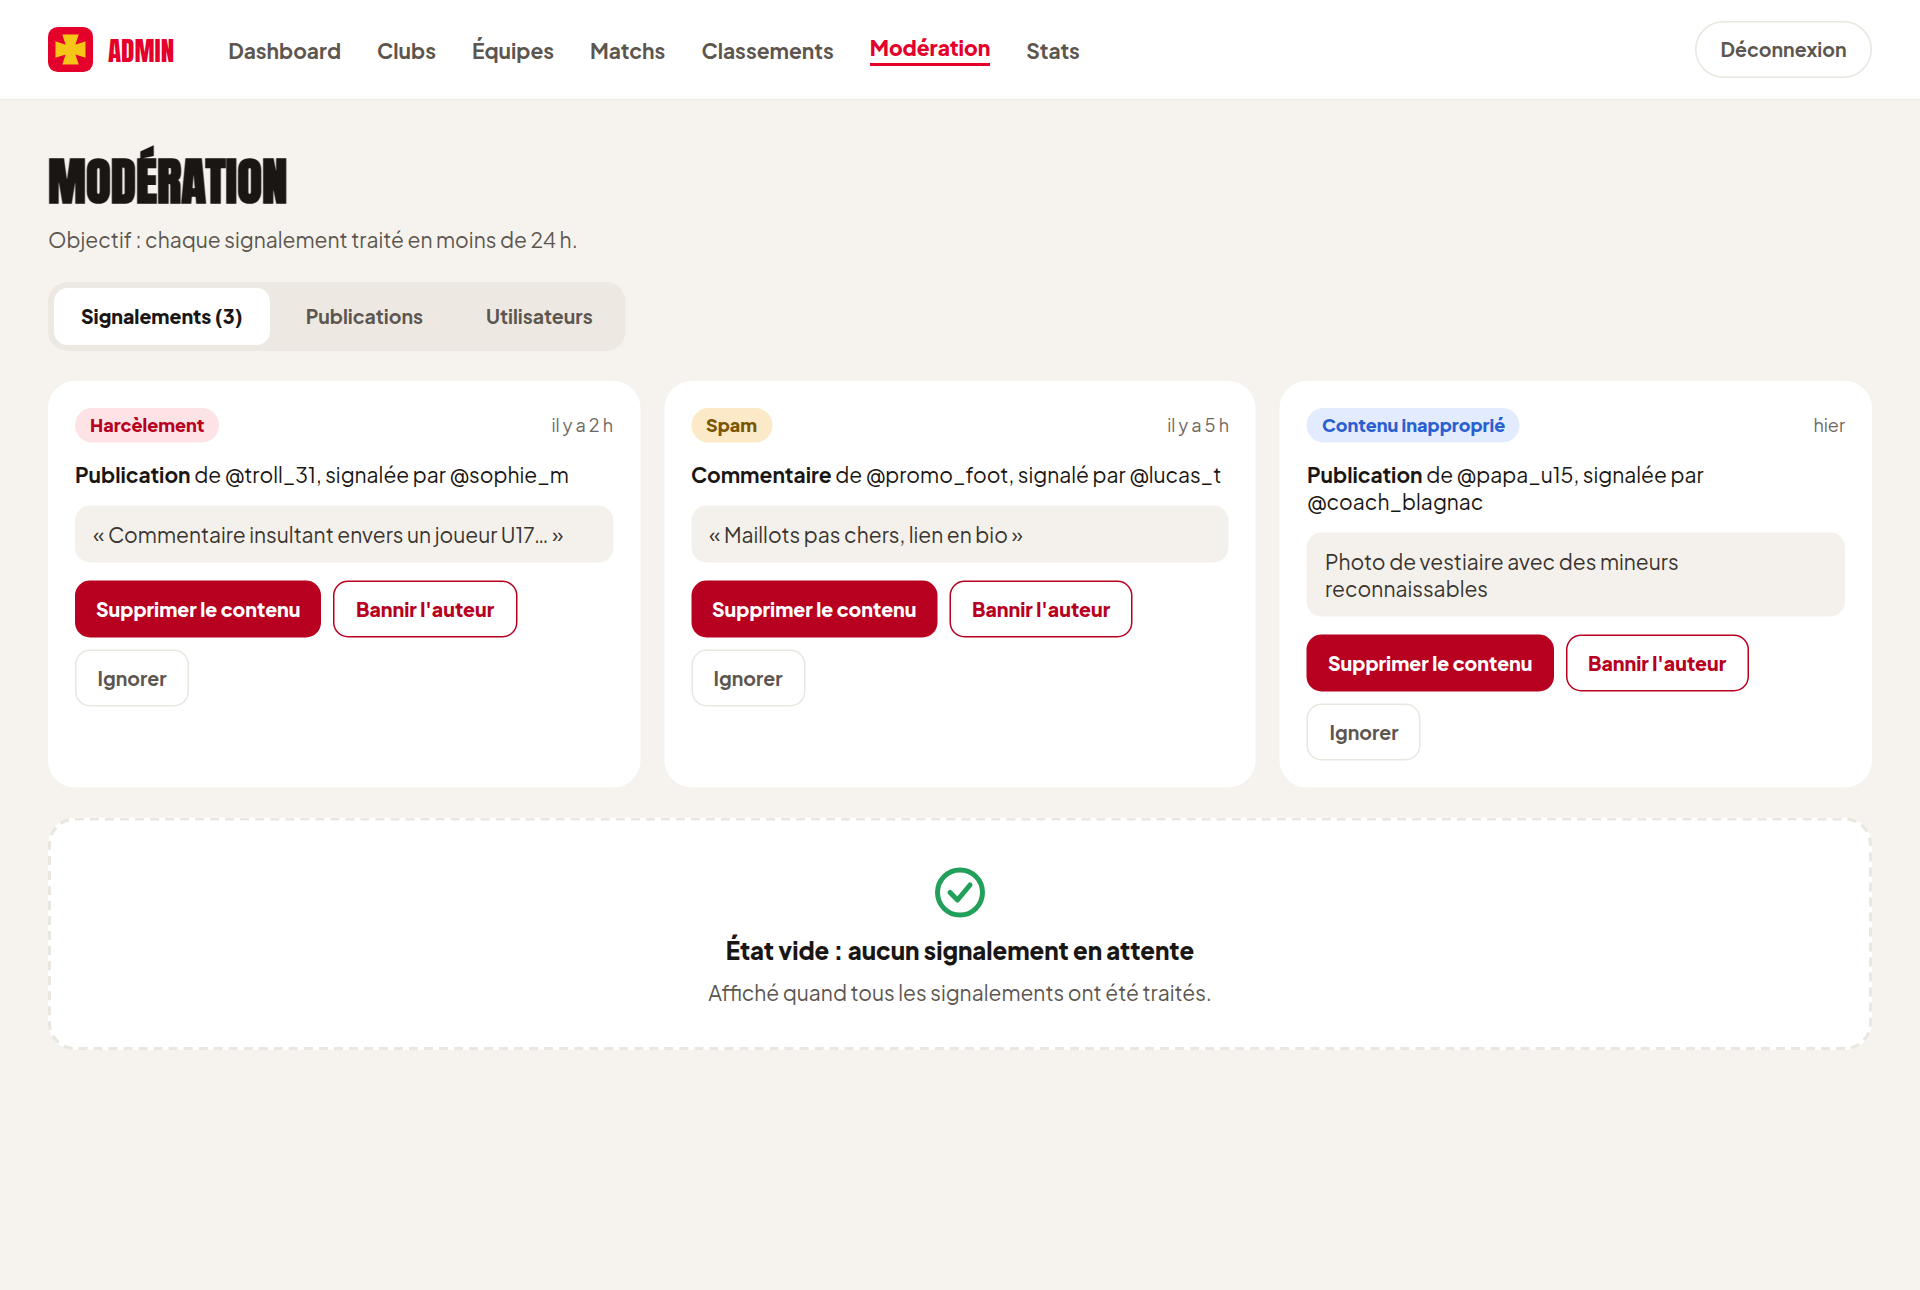 ADMIN
Dashboard
Clubs
Équipes
Matchs
Classements
Modération
Stats
Déconnexion
MODÉRATION
Objectif : chaque signalement traité en moins de 24 h.
Signalements (3)
Publications
Utilisateurs
Harcèlement
il y a 2 h
Publication de @troll_31, signalée par @sophie_m
« Commentaire insultant envers un joueur U17… »
Supprimer le contenu
Bannir l'auteur
Ignorer
Spam
il y a 5 h
Commentaire de @promo_foot, signalé par @lucas_t
« Maillots pas chers, lien en bio »
Supprimer le contenu
Bannir l'auteur
Ignorer
Contenu inapproprié
hier
Publication de @papa_u15, signalée par
@coach_blagnac
Photo de vestiaire avec des mineurs
reconnaissables
Supprimer le contenu
Bannir l'auteur
Ignorer
État vide : aucun signalement en attente
Affiché quand tous les signalements ont été traités.